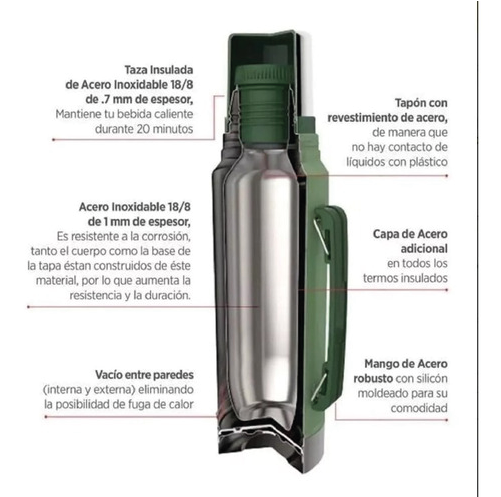 Taza Insulada
de Acero Inoxidable 18/8
de .7 mm de espesor,
Mantiene tu bebida caliente
durante 20 minutos
Tapón con
revestimiento de acero,
de manera que
no hay contacto de
líquidos con plástico
Acero Inoxidable 18/8
de 1 mm de espesor,
Es resistente a la corrosión,
tanto el cuerpo como la base de
la tapa éstan construidos de éste
material, por lo que aumenta la
resistencia y la duración.
Capa de Acero
adicional
en todos los
termos insulados
Vacío entre paredes
(interna y externa) eliminando
la posibilidad de fuga de calor
Mango de Acero
robusto con silicón
moldeado para su
comodidad